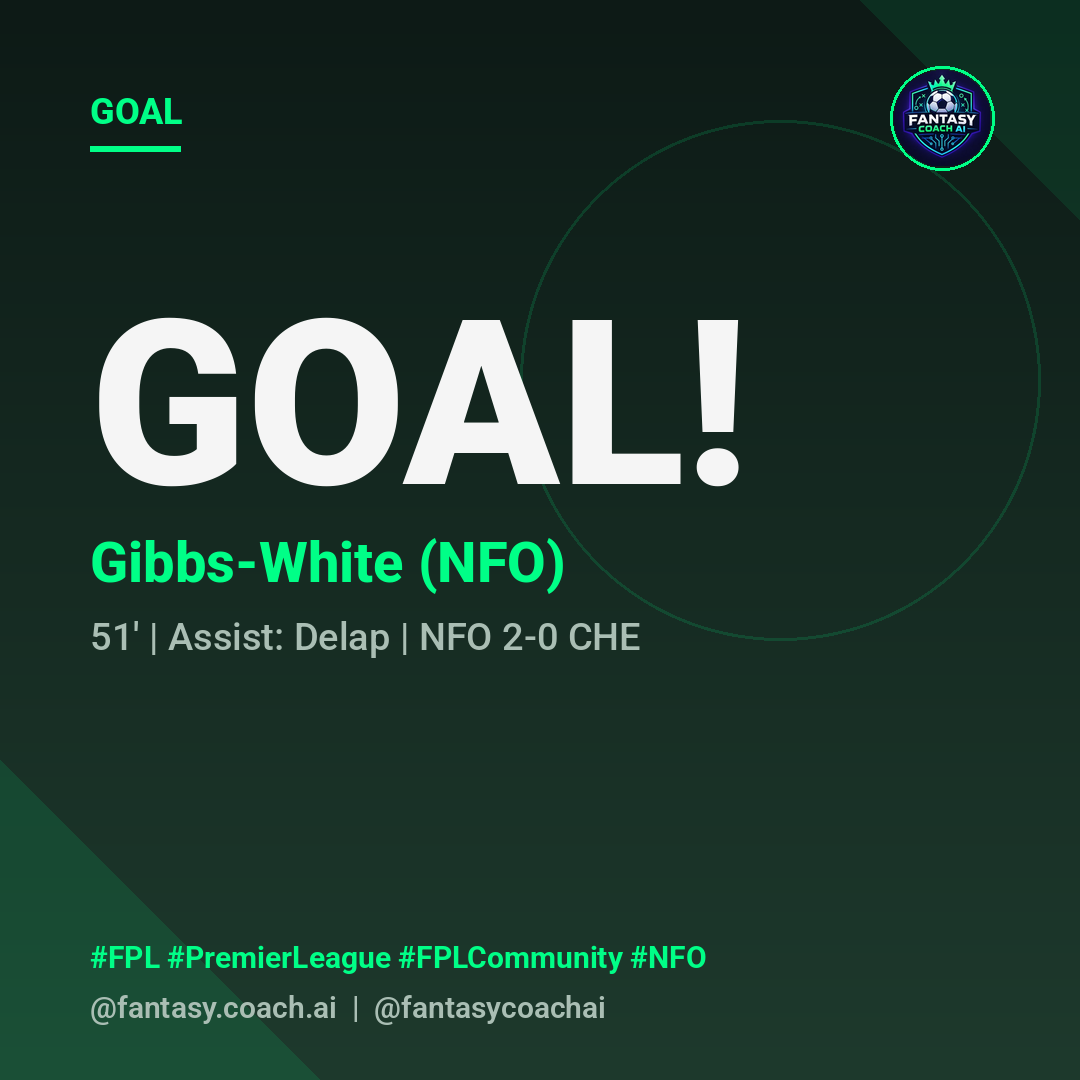 GOAL
FANTASY
COACH AI
GOAL!
Gibbs-White (NFO)
51' | Assist: Delap | NFO 2-0 CHE
#FPL #PremierLeague #FPLCommunity #NFO
@fantasy.coach.ai | @fantasycoachai